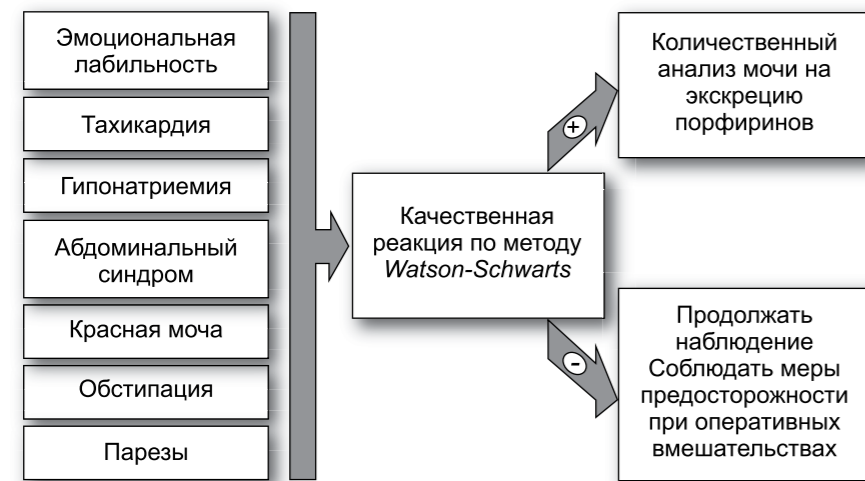 Эмоциональная
лабильность
Тахикардия
Гипонатриемия
Абдоминальный
синдром
Красная моча
Обстипация
Парезы
Качественная
реакция по методу
Watson-Schwarts
+
Количественный
анализ мочи на
экскрецию
порфиринов
-
Продолжать
наблюдение
Соблюдать меры
предосторожности
при оперативных
вмешательствах